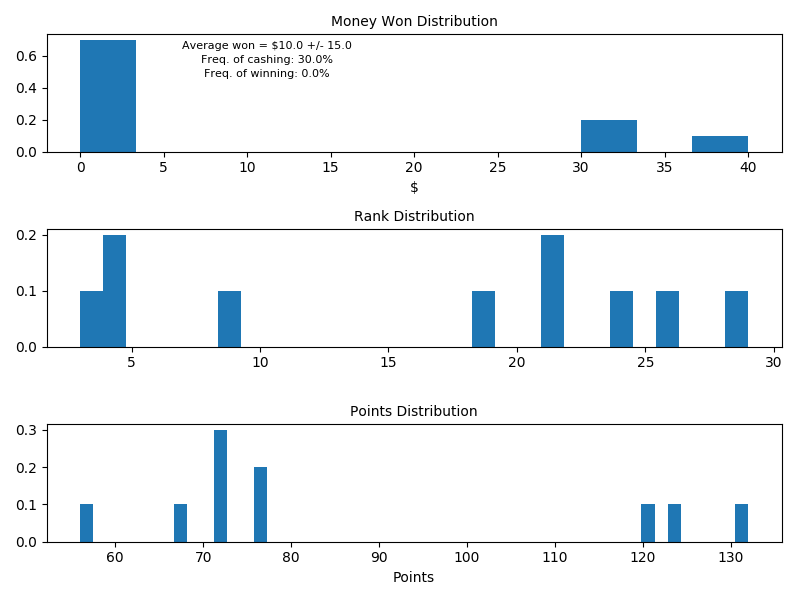 Money Won Distribution
Average won = $10.0 +/- 15.0
Freq. of cashing: 30.0%
Freq. of winning: 0.0%
0.6
0.4
0.2
0.0
0 5 10 15 20 25 30 35 40
$
Rank Distribution
0.2
0.1
0.0
5 10 15 20 25 30
Points Distribution
0.3
0.2
0.1
0.0
60 70 80 90 100 110 120 130
Points